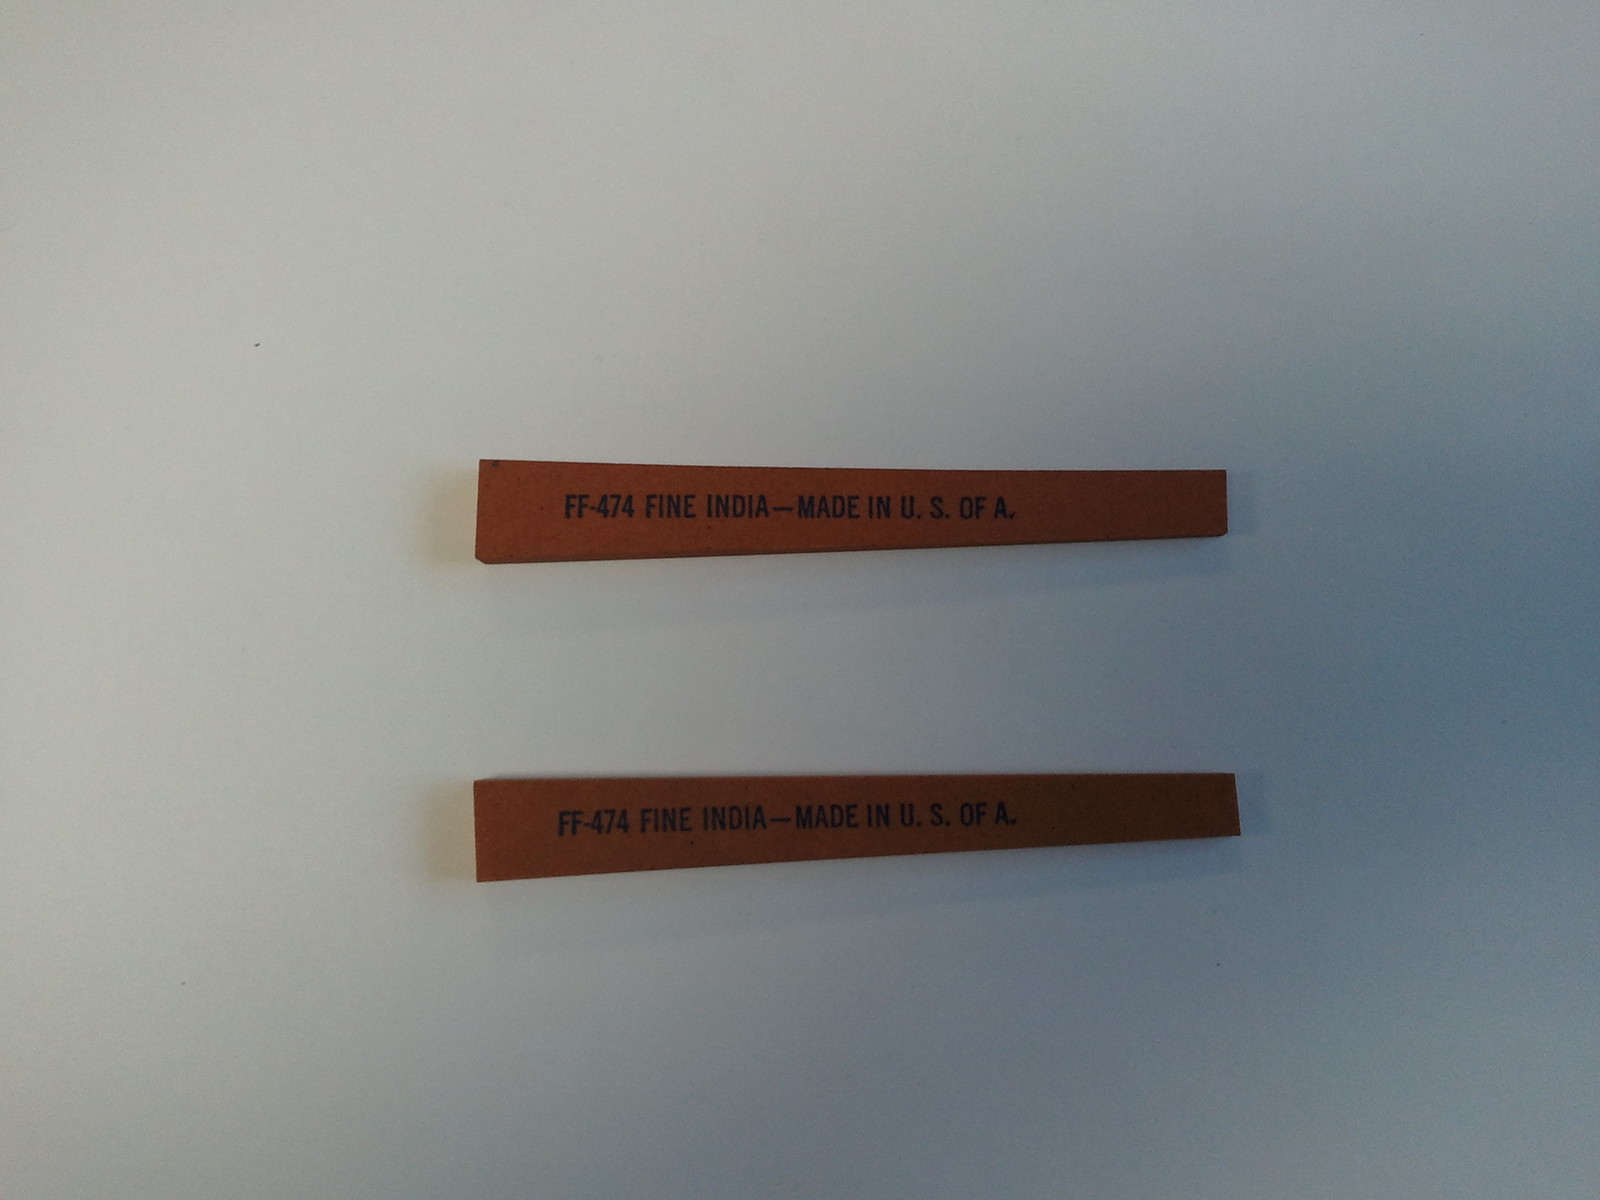 FF-474 FINE INDIA—MADE IN U. S. OF A.
FF-474 FINE INDIA—MADE IN U. S. OF A.